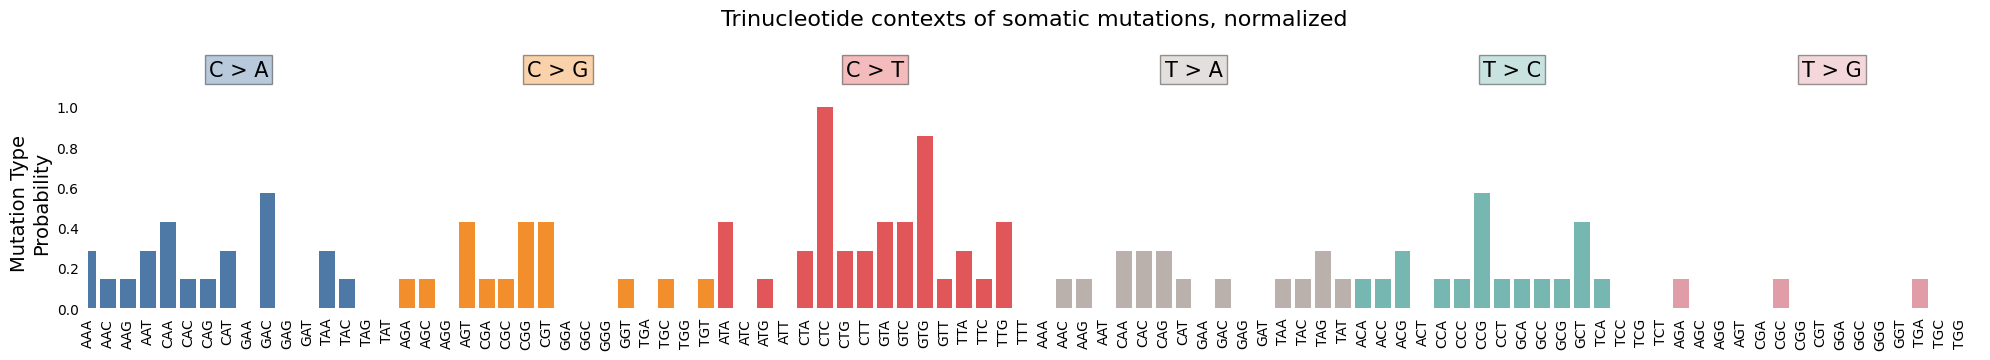 Trinucleotide contexts of somatic mutations, normalized
C > A C > G C > T T > A T > C T > G
Mutation Type
Probability
1.0
0.8
0.6
0.4
0.2
0.0
AAA AAC AAG AAT CAA CAC CAG CAT GAA GAC GAG GAT TAA TAC TAG TAT AGA AGC AGG AGT CGA CGC CGG CGT GGA GGC GGG GGT TGA TGC TGG TGT ATA ATC ATG ATT CTA CTC CTG CTT GTA GTC GTG GTT TTA TTC TTG TTT AAA AAC AAG AAT CAA CAC CAG CAT GAA GAC GAG GAT TAA TAC TAG TAT ACA ACC ACG ACT CCA CCC CCG CCT GCA GCC GCG GCT TCA TCC TCG TCT AGA AGC AGG AGT CGA CGC CGG CGT GGA GGC GGG GGT TGA TGC TGG